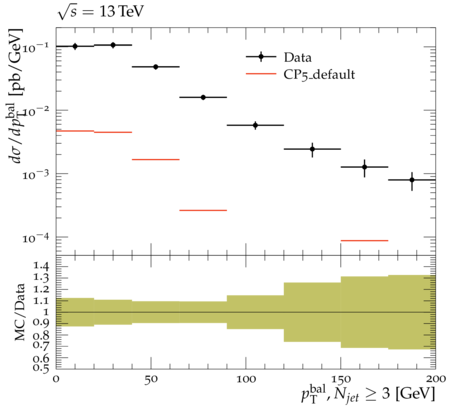 √s = 13 TeV
dσ/dp_T^bal [pb/GeV]
10⁻¹
10⁻²
10⁻³
10⁻⁴
Data
CP5_default
MC/Data
1.4
1.3
1.2
1.1
1
0.9
0.8
0.7
0.6
0.5
0 50 100 150 200
p_T^bal, N_jet ≥ 3 [GeV]